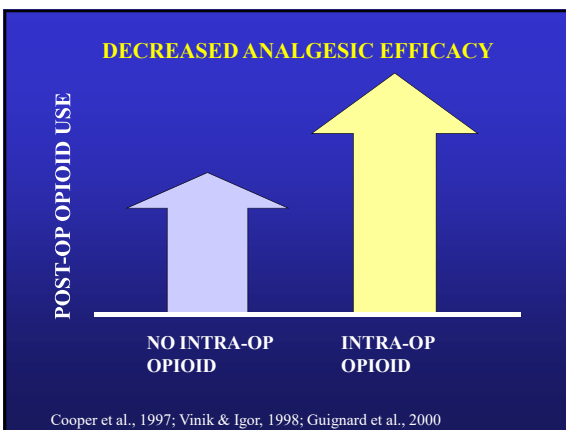 DECREASED ANALGESIC EFFICACY
POST-OP OPIOID USE
NO INTRA-OP
OPIOID
INTRA-OP
OPIOID
Cooper et al., 1997; Vinik & Igor, 1998; Guignard et al., 2000